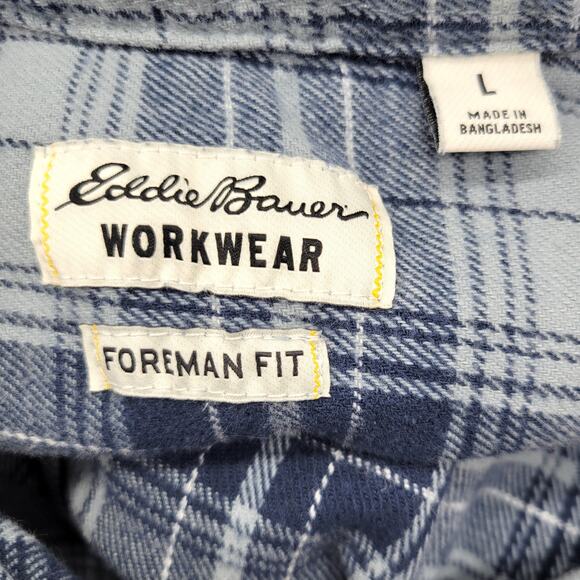 L
MADE IN
BANGLADESH
Eddie Bauer
WORKWEAR
FOREMAN FIT